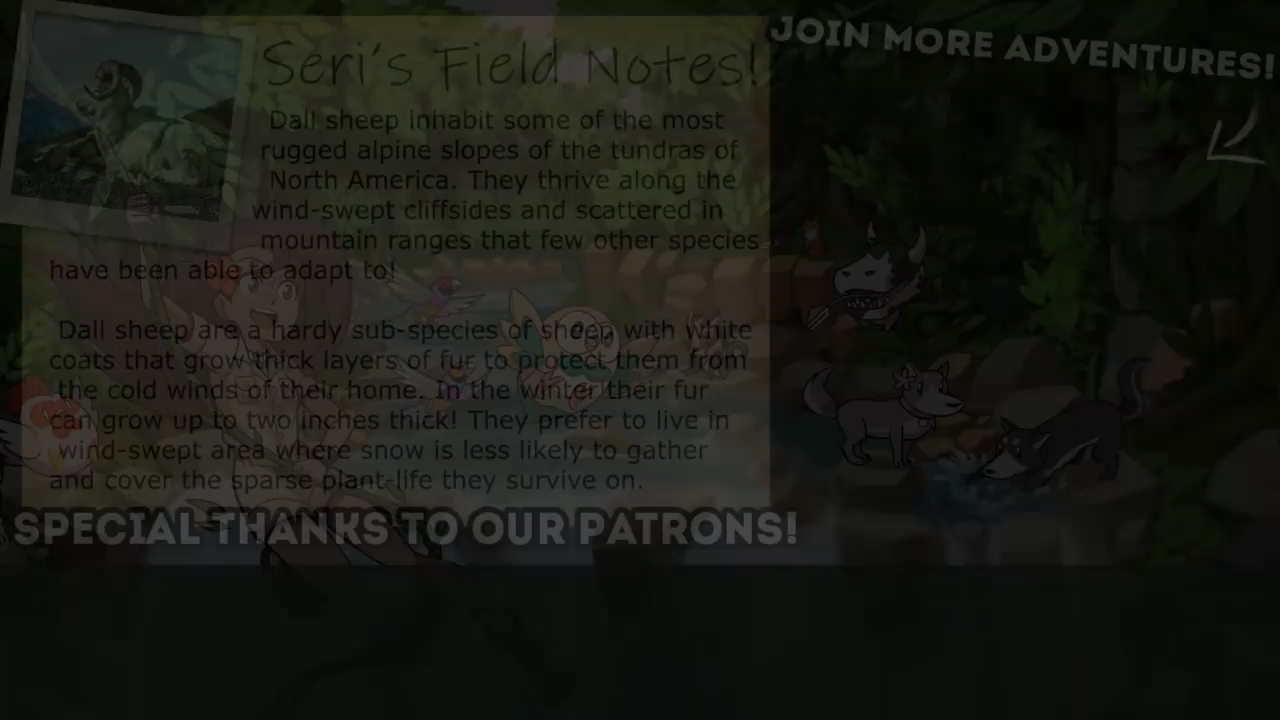 JOIN MORE ADVENTURES!
Seri's Field Notes!
Dall sheep inhabit some of the most
rugged alpine slopes of the tundras of
North America. They thrive along the
wind-swept cliffsides and scattered in
mountain ranges that few other species
have been able to adapt to!
Dall sheep are a hardy sub-species of sheep with white
coats that grow thick layers of fur to protect them from
the cold winds of their home. In the winter their fur
can grow up to two inches thick! They prefer to live in
wind-swept area where snow is less likely to gather
and cover the sparse plant-life they survive on.
SPECIAL THANKS TO OUR PATRONS!